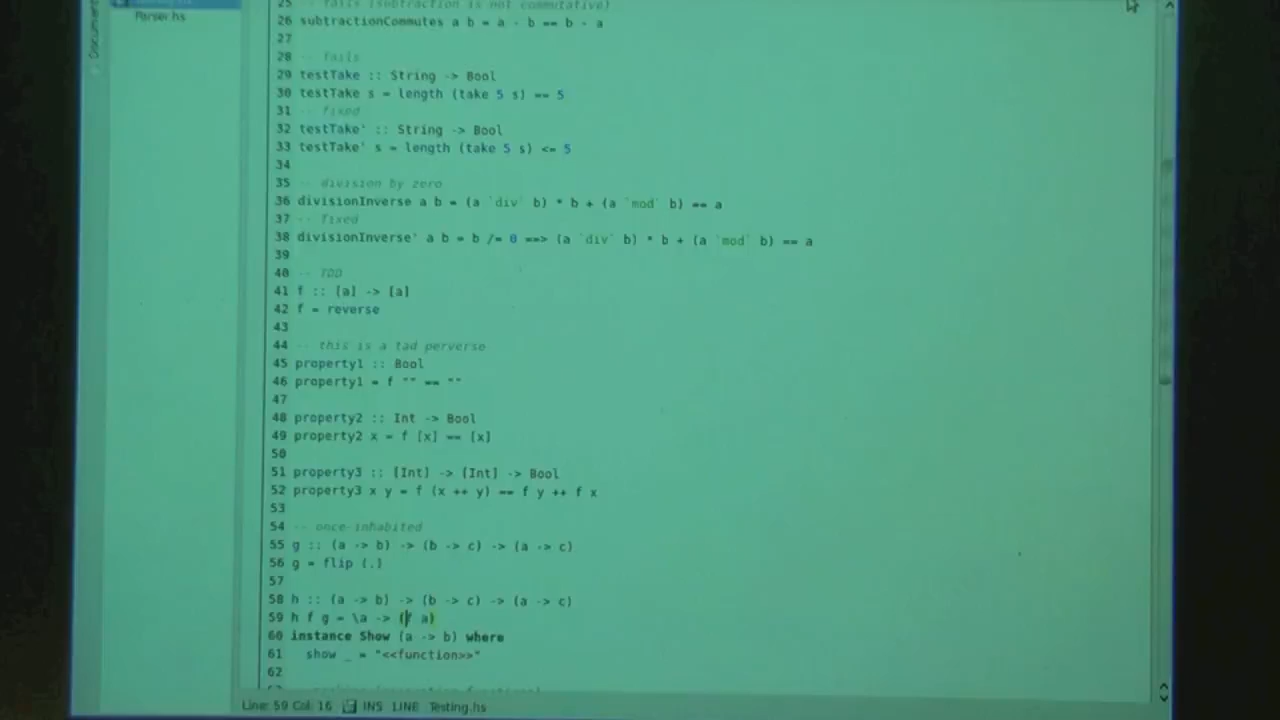 Parser.hs
25 -- fails (subtraction is not commutative)
26 subtractionCommutes a b = a - b == b - a
27
28 -- fails
29 testTake :: String -> Bool
30 testTake s = length (take 5 s) == 5
31 -- fixed
32 testTake' :: String -> Bool
33 testTake' s = length (take 5 s) <= 5
34
35 -- division by zero
36 divisionInverse a b = (a `div` b) * b + (a `mod` b) == a
37 -- fixed
38 divisionInverse' a b = b /= 0 ==> (a `div` b) * b + (a `mod` b) == a
39
40 -- TDD
41 f :: [a] -> [a]
42 f = reverse
43
44 -- this is a tad perverse
45 property1 :: Bool
46 property1 = f "" == ""
47
48 property2 :: Int -> Bool
49 property2 x = f [x] == [x]
50
51 property3 :: [Int] -> [Int] -> Bool
52 property3 x y = f (x ++ y) == f y ++ f x
53
54 -- once-inhabited
55 g :: (a -> b) -> (b -> c) -> (a -> c)
56 g = flip (.)
57
58 h :: (a -> b) -> (b -> c) -> (a -> c)
59 h f g = \a -> (f a)
60 instance Show (a -> b) where
61 show _ = "<<function>>"
62
Line: 59 Col: 16 INS LINE Testing.hs